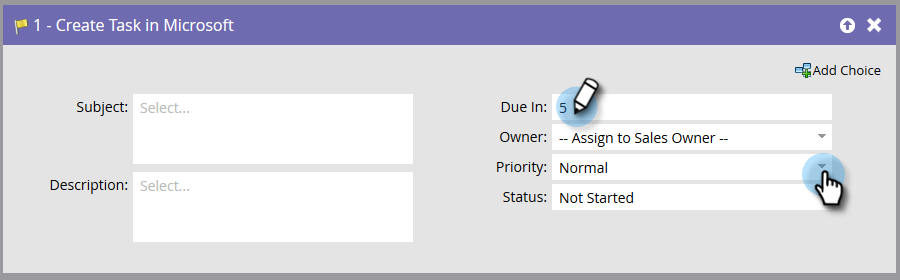 1 - Create Task in Microsoft
Add Choice
Subject: Select...
Description: Select...
Due In: 5
Owner: -- Assign to Sales Owner --
Priority: Normal
Status: Not Started